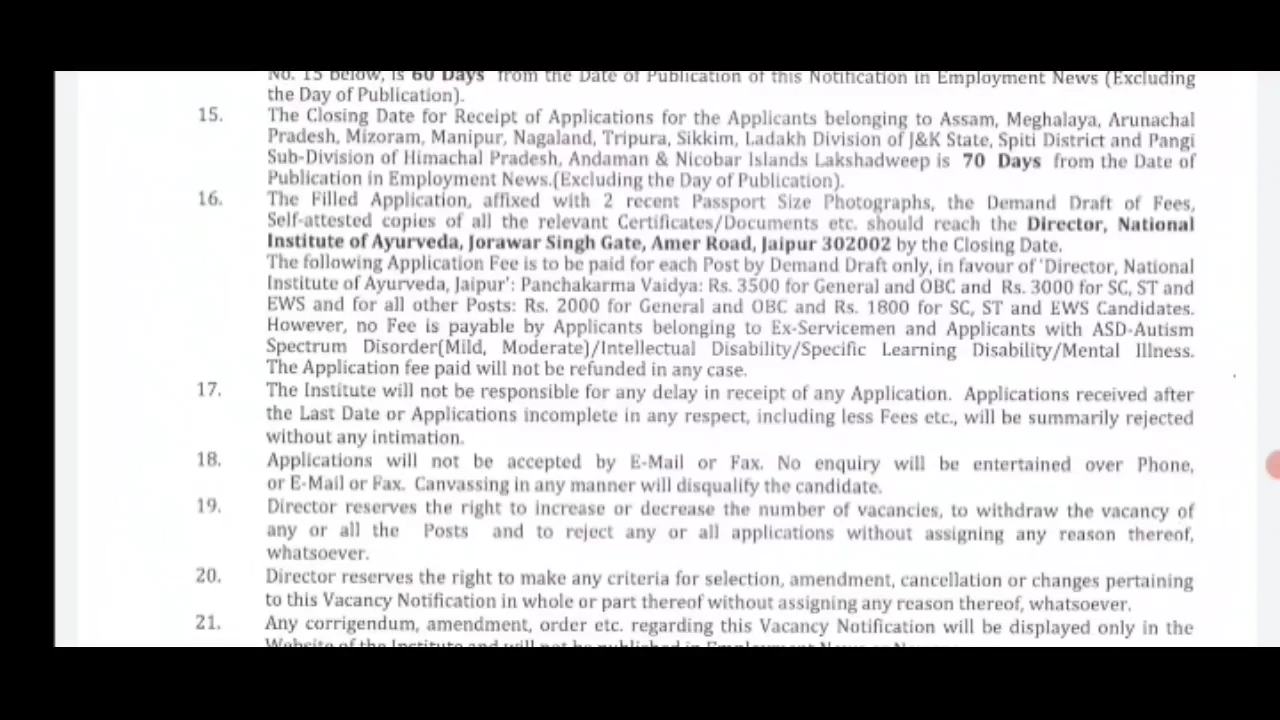 No. 15 below, is 60 Days from the Date of Publication of this Notification in Employment News (Excluding
the Day of Publication).
15. The Closing Date for Receipt of Applications for the Applicants belonging to Assam, Meghalaya, Arunachal
Pradesh, Mizoram, Manipur, Nagaland, Tripura, Sikkim, Ladakh Division of J&K State, Spiti District and Pangi
Sub-Division of Himachal Pradesh, Andaman & Nicobar Islands Lakshadweep is 70 Days from the Date of
Publication in Employment News.(Excluding the Day of Publication).
16. The Filled Application, affixed with 2 recent Passport Size Photographs, the Demand Draft of Fees,
Self-attested copies of all the relevant Certificates/Documents etc. should reach the Director, National
Institute of Ayurveda, Jorawar Singh Gate, Amer Road, Jaipur 302002 by the Closing Date.
The following Application Fee is to be paid for each Post by Demand Draft only, in favour of 'Director, National
Institute of Ayurveda, Jaipur': Panchakarma Vaidya: Rs. 3500 for General and OBC and Rs. 3000 for SC, ST and
EWS and for all other Posts: Rs. 2000 for General and OBC and Rs. 1800 for SC, ST and EWS Candidates.
However, no Fee is payable by Applicants belonging to Ex-Servicemen and Applicants with ASD-Autism
Spectrum Disorder(Mild, Moderate)/Intellectual Disability/Specific Learning Disability/Mental Illness.
The Application fee paid will not be refunded in any case.
17. The Institute will not be responsible for any delay in receipt of any Application. Applications received after
the Last Date or Applications incomplete in any respect, including less Fees etc., will be summarily rejected
without any intimation.
18. Applications will not be accepted by E-Mail or Fax. No enquiry will be entertained over Phone,
or E-Mail or Fax. Canvassing in any manner will disqualify the candidate.
19. Director reserves the right to increase or decrease the number of vacancies, to withdraw the vacancy of
any or all the Posts and to reject any or all applications without assigning any reason thereof,
whatsoever.
20. Director reserves the right to make any criteria for selection, amendment, cancellation or changes pertaining
to this Vacancy Notification in whole or part thereof without assigning any reason thereof, whatsoever.
21. Any corrigendum, amendment, order etc. regarding this Vacancy Notification will be displayed only in the
Website of the Institute and will not be published in Employment News or